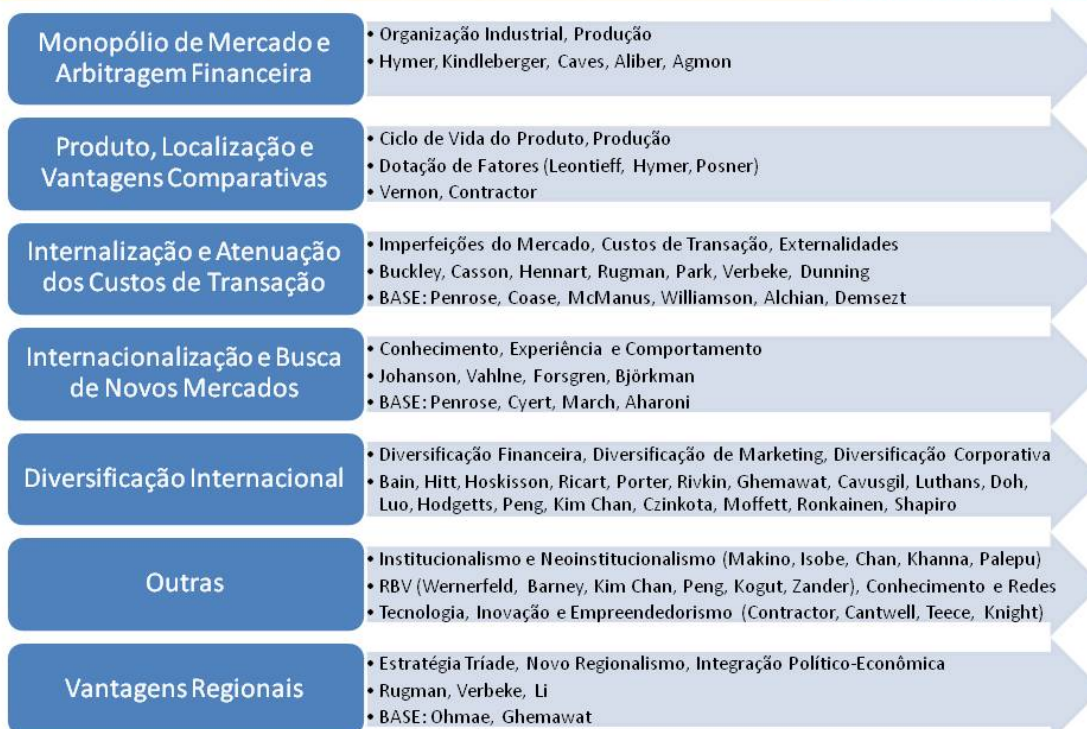 Monopólio de Mercado e
Arbitragem Financeira
• Organização Industrial, Produção
• Hymer, Kindleberger, Caves, Aliber, Agmon
Produto, Localização e
Vantagens Comparativas
• Ciclo de Vida do Produto, Produção
• Dotação de Fatores (Leontieff, Hymer, Posner)
• Vernon, Contractor
Internalização e Atenuação
dos Custos de Transação
• Imperfeições do Mercado, Custos de Transação, Externalidades
• Buckley, Casson, Hennart, Rugman, Park, Verbeke, Dunning
• BASE: Penrose, Coase, McManus, Williamson, Alchian, Demsezt
Internacionalização e Busca
de Novos Mercados
• Conhecimento, Experiência e Comportamento
• Johanson, Vahlne, Forsgren, Björkman
• BASE: Penrose, Cyert, March, Aharoni
Diversificação Internacional
• Diversificação Financeira, Diversificação de Marketing, Diversificação Corporativa
• Bain, Hitt, Hoskisson, Ricart, Porter, Rivkin, Ghemawat, Cavusgil, Luthans, Doh,
Luo, Hodgetts, Peng, Kim Chan, Czinkota, Moffett, Ronkainen, Shapiro
Outras
• Institucionalismo e Neoinstitucionalismo (Makino, Isobe, Chan, Khanna, Palepu)
• RBV (Wernerfeld, Barney, Kim Chan, Peng, Kogut, Zander), Conhecimento e Redes
• Tecnologia, Inovação e Empreendedorismo (Contractor, Cantwell, Teece, Knight)
Vantagens Regionais
• Estratégia Tríade, Novo Regionalismo, Integração Político-Econômica
• Rugman, Verbeke, Li
• BASE: Ohmae, Ghemawat